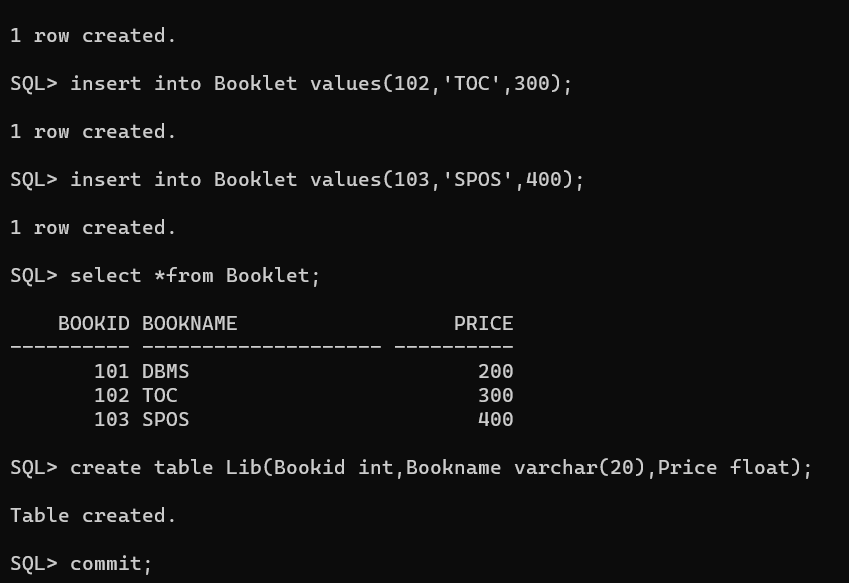 1 row created.
SQL> insert into Booklet values(102,'TOC',300);
1 row created.
SQL> insert into Booklet values(103,'SPOS',400);
1 row created.
SQL> select *from Booklet;
    BOOKID BOOKNAME                  PRICE
---------- -------------------- ----------
       101 DBMS                        200
       102 TOC                         300
       103 SPOS                        400
SQL> create table Lib(Bookid int,Bookname varchar(20),Price float);
Table created.
SQL> commit;